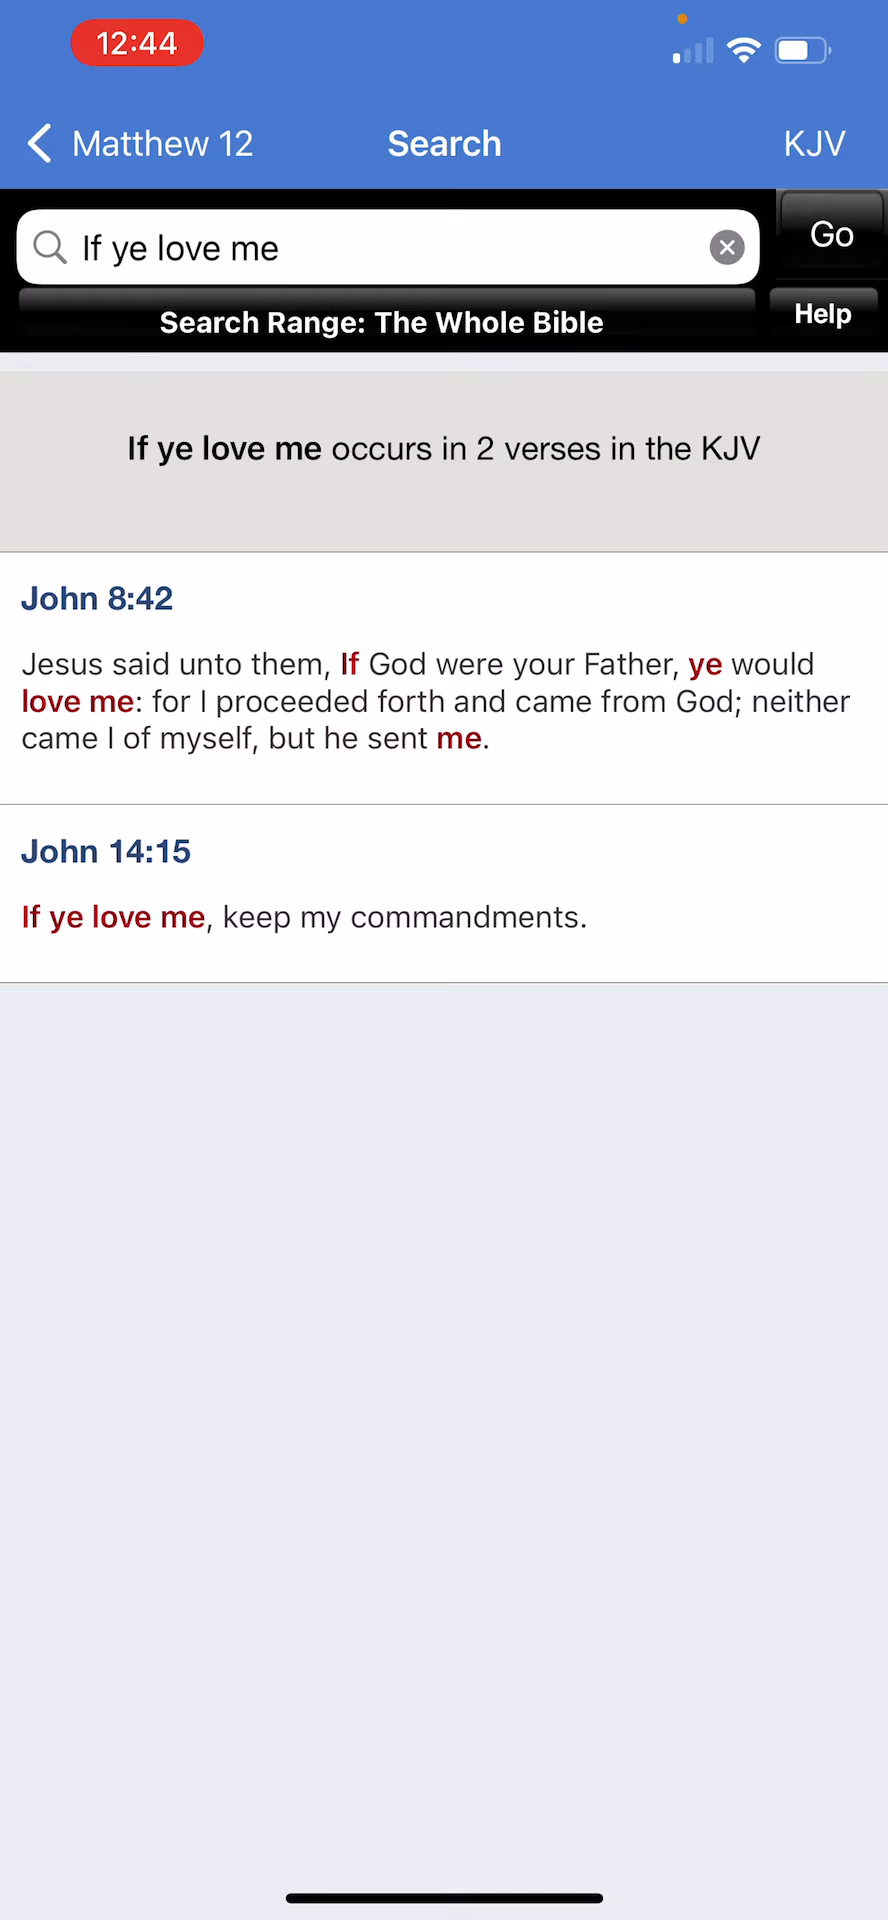 12:44
Matthew 12 Search KJV
If ye love me Go
Search Range: The Whole Bible Help
If ye love me occurs in 2 verses in the KJV
John 8:42
Jesus said unto them, If God were your Father, ye would
love me: for I proceeded forth and came from God; neither
came I of myself, but he sent me.
John 14:15
If ye love me, keep my commandments.